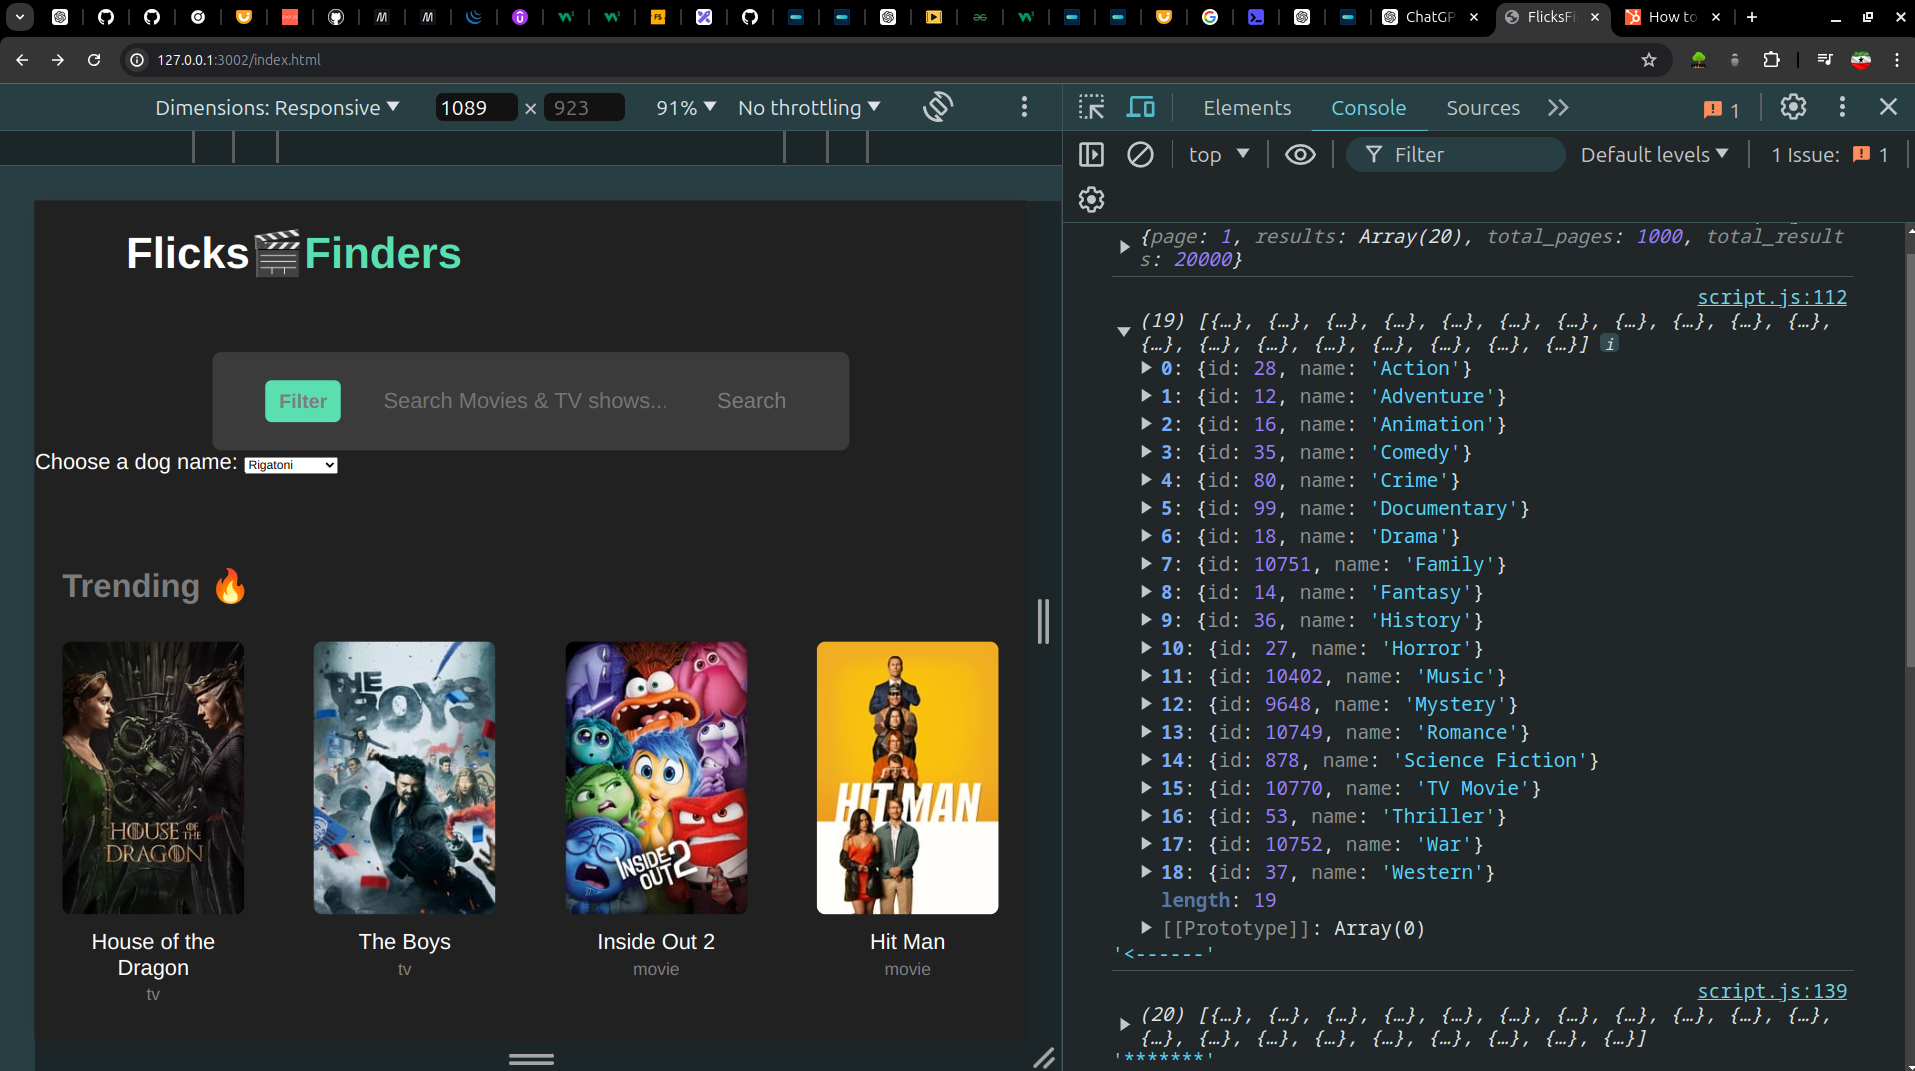 ChatGP
FlicksFi
How to
127.0.0.1:3002/index.html
Dimensions: Responsive
1089 × 923
91%
No throttling
Elements
Console
Sources
1
top
Filter
Default levels
1 Issue: 1
Flicks🎬Finders
Filter
Search Movies & TV shows...
Search
Choose a dog name: Rigatoni
Trending 🔥
THE BOYS
HOUSE OF THE DRAGON
INSIDE OUT 2
HIT MAN
House of the Dragon
tv
The Boys
tv
Inside Out 2
movie
Hit Man
movie
{page: 1, results: Array(20), total_pages: 1000, total_result
s: 20000}
script.js:112
(19) [{…}, {…}, {…}, {…}, {…}, {…}, {…}, {…}, {…}, {…}, {…},
{…}, {…}, {…}, {…}, {…}, {…}, {…}, {…}] i
0: {id: 28, name: 'Action'}
1: {id: 12, name: 'Adventure'}
2: {id: 16, name: 'Animation'}
3: {id: 35, name: 'Comedy'}
4: {id: 80, name: 'Crime'}
5: {id: 99, name: 'Documentary'}
6: {id: 18, name: 'Drama'}
7: {id: 10751, name: 'Family'}
8: {id: 14, name: 'Fantasy'}
9: {id: 36, name: 'History'}
10: {id: 27, name: 'Horror'}
11: {id: 10402, name: 'Music'}
12: {id: 9648, name: 'Mystery'}
13: {id: 10749, name: 'Romance'}
14: {id: 878, name: 'Science Fiction'}
15: {id: 10770, name: 'TV Movie'}
16: {id: 53, name: 'Thriller'}
17: {id: 10752, name: 'War'}
18: {id: 37, name: 'Western'}
length: 19
[[Prototype]]: Array(0)
'<------'
script.js:139
(20) [{…}, {…}, {…}, {…}, {…}, {…}, {…}, {…}, {…}, {…}, {…},
{…}, {…}, {…}, {…}, {…}, {…}, {…}, {…}, {…}]
'*******'